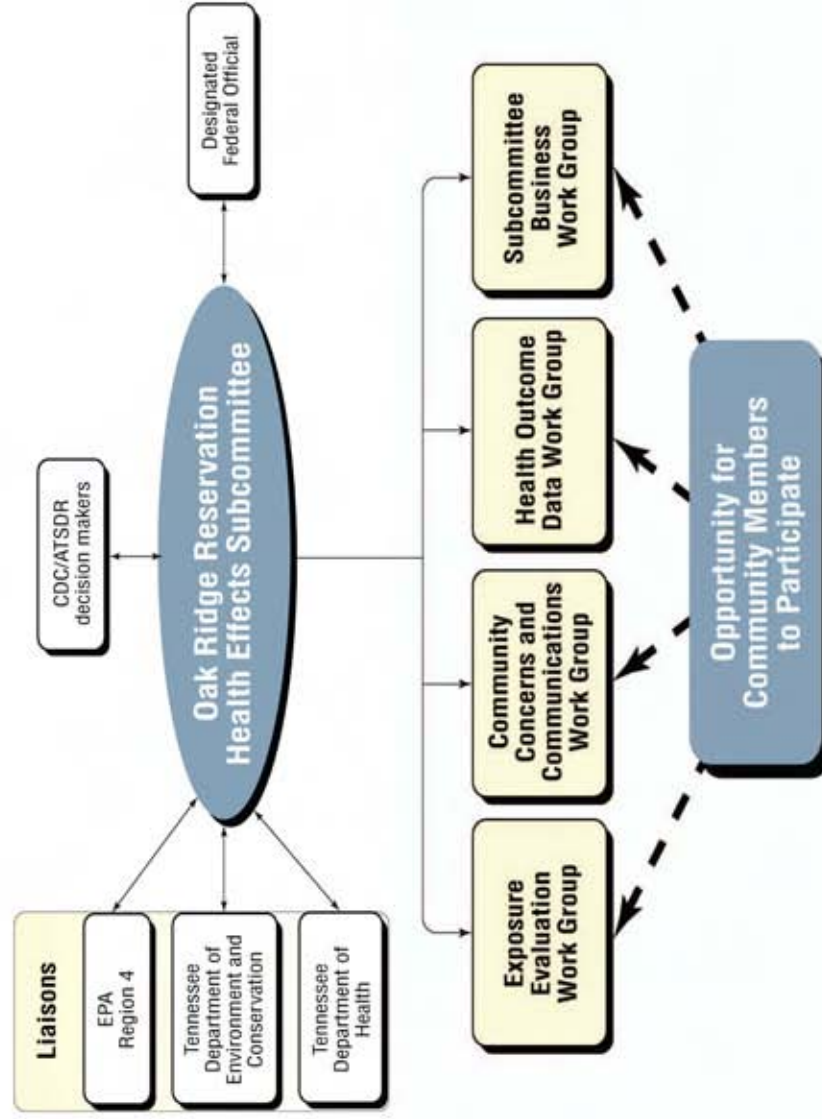 Liaisons
EPA
Region 4
Tennessee
Department of
Environment and
Conservation
Tennessee
Department of
Health
CDC/ATSDR
decision makers
Designated
Federal Official
Oak Ridge Reservation
Health Effects Subcommittee
Exposure
Evaluation
Work Group
Community
Concerns and
Communications
Work Group
Health Outcome
Data Work Group
Subcommittee
Business
Work Group
Opportunity for
Community Members
to Participate